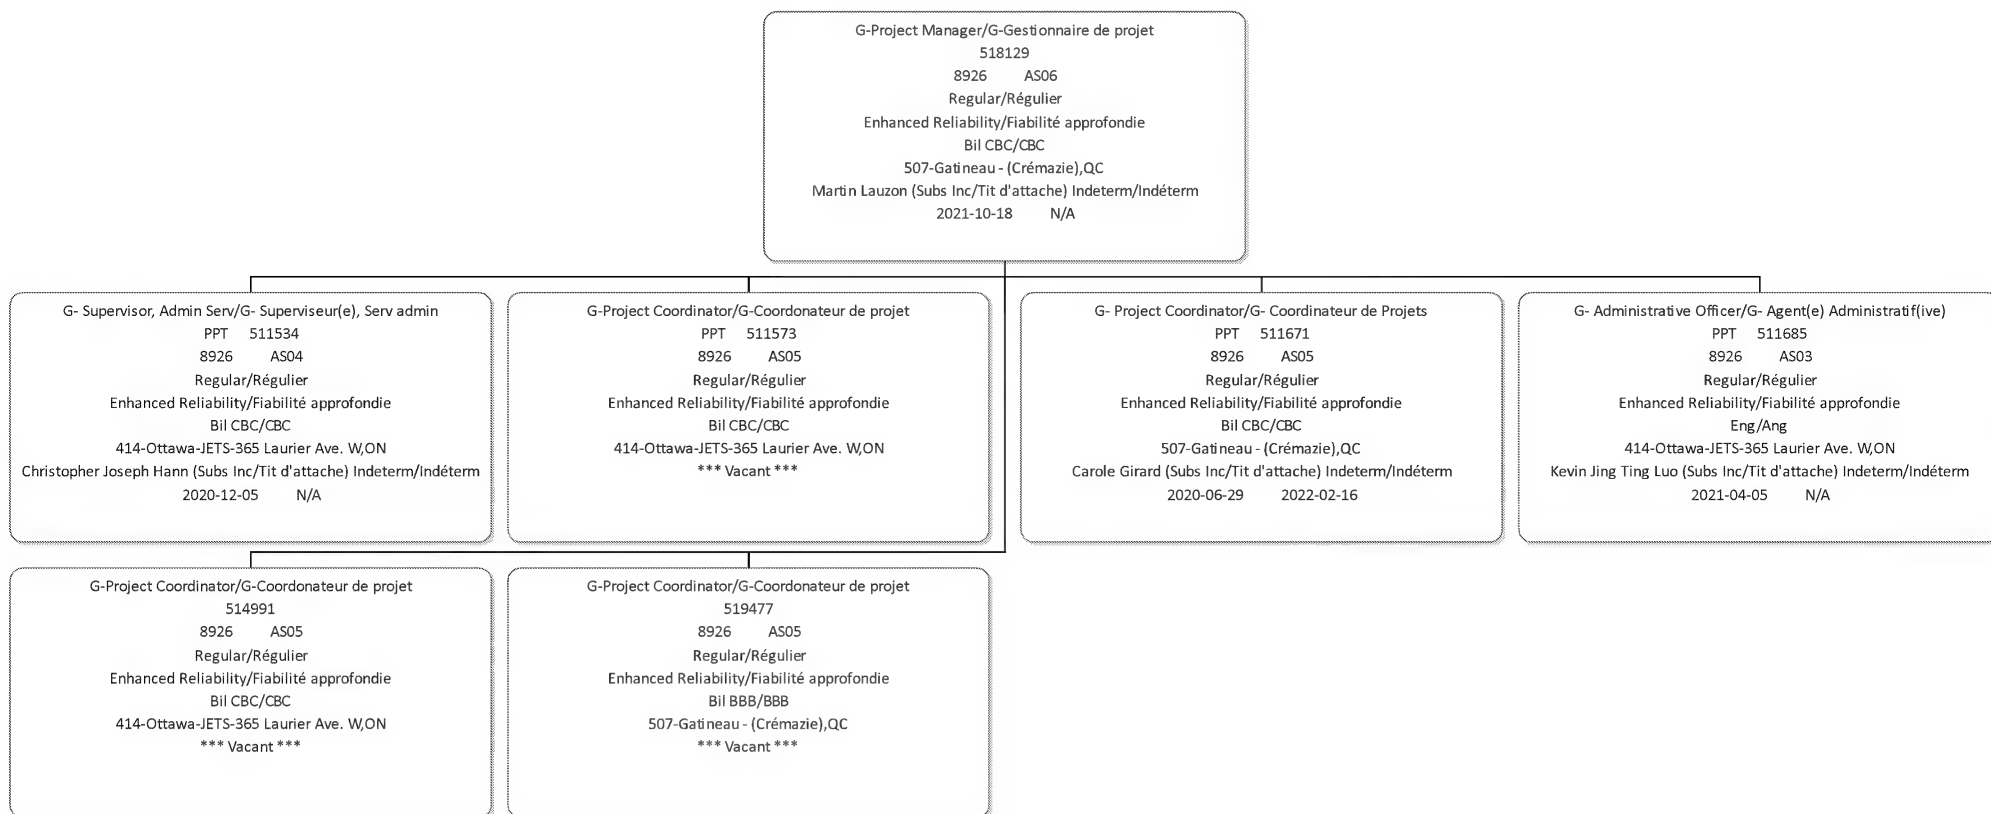 G-Project Manager/G-Gestionnaire de projet
518129
8926 AS06
Regular/Régulier
Enhanced Reliability/Fiabilité approfondie
Bil CBC/CBC
507-Gatineau - (Crémazie),QC
Martin Lauzon (Subs Inc/Tit d'attache) Indeterm/Indéterm
2021-10-18 N/A
G- Supervisor, Admin Serv/G- Superviseur(e), Serv admin
PPT 511534
8926 AS04
Regular/Régulier
Enhanced Reliability/Fiabilité approfondie
Bil CBC/CBC
414-Ottawa-JETS-365 Laurier Ave. W,ON
Christopher Joseph Hann (Subs Inc/Tit d'attache) Indeterm/Indéterm
2020-12-05 N/A
G-Project Coordinator/G-Coordonateur de projet
PPT 511573
8926 AS05
Regular/Régulier
Enhanced Reliability/Fiabilité approfondie
Bil CBC/CBC
414-Ottawa-JETS-365 Laurier Ave. W,ON
*** Vacant ***
G- Project Coordinator/G- Coordinateur de Projets
PPT 511671
8926 AS05
Regular/Régulier
Enhanced Reliability/Fiabilité approfondie
Bil CBC/CBC
507-Gatineau - (Crémazie),QC
Carole Girard (Subs Inc/Tit d'attache) Indeterm/Indéterm
2020-06-29 2022-02-16
G- Administrative Officer/G- Agent(e) Administratif(ive)
PPT 511685
8926 AS03
Regular/Régulier
Enhanced Reliability/Fiabilité approfondie
Eng/Ang
414-Ottawa-JETS-365 Laurier Ave. W,ON
Kevin Jing Ting Luo (Subs Inc/Tit d'attache) Indeterm/Indéterm
2021-04-05 N/A
G-Project Coordinator/G-Coordonateur de projet
514991
8926 AS05
Regular/Régulier
Enhanced Reliability/Fiabilité approfondie
Bil CBC/CBC
414-Ottawa-JETS-365 Laurier Ave. W,ON
*** Vacant ***
G-Project Coordinator/G-Coordonateur de projet
519477
8926 AS05
Regular/Régulier
Enhanced Reliability/Fiabilité approfondie
Bil BBB/BBB
507-Gatineau - (Crémazie),QC
*** Vacant ***